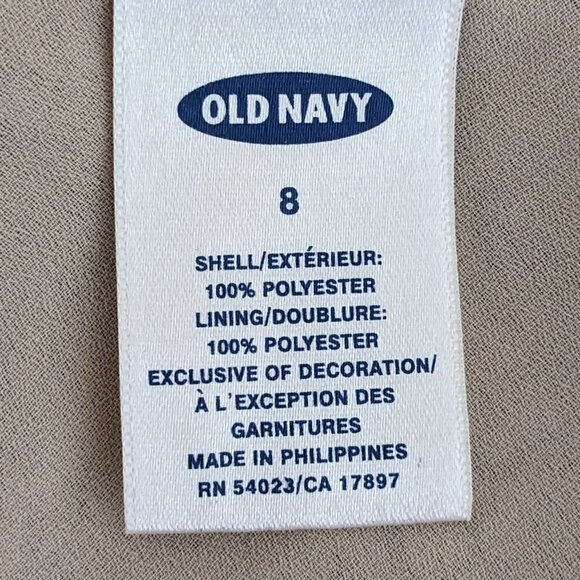 OLD NAVY
8
SHELL/EXTÉRIEUR:
100% POLYESTER
LINING/DOUBLURE:
100% POLYESTER
EXCLUSIVE OF DECORATION/
À L'EXCEPTION DES
GARNITURES
MADE IN PHILIPPINES
RN 54023/CA 17897